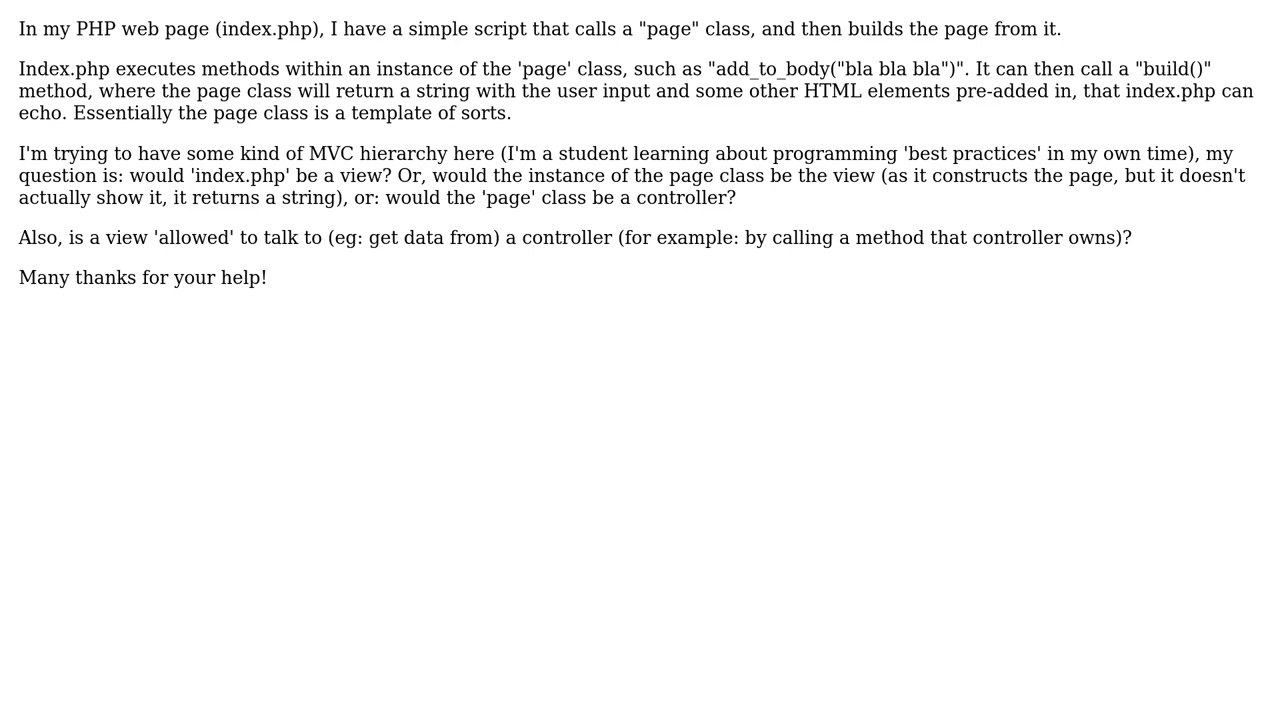 In my PHP web page (index.php), I have a simple script that calls a "page" class, and then builds the page from it.
Index.php executes methods within an instance of the 'page' class, such as "add_to_body("bla bla bla")". It can then call a "build()"
method, where the page class will return a string with the user input and some other HTML elements pre-added in, that index.php can
echo. Essentially the page class is a template of sorts.
I'm trying to have some kind of MVC hierarchy here (I'm a student learning about programming 'best practices' in my own time), my
question is: would 'index.php' be a view? Or, would the instance of the page class be the view (as it constructs the page, but it doesn't
actually show it, it returns a string), or: would the 'page' class be a controller?
Also, is a view 'allowed' to talk to (eg: get data from) a controller (for example: by calling a method that controller owns)?
Many thanks for your help!